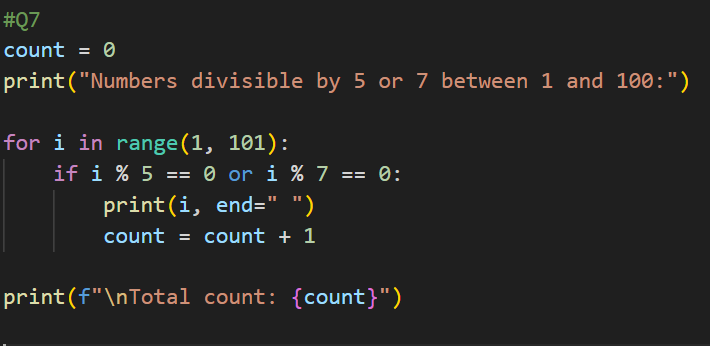 #Q7
count = 0
print("Numbers divisible by 5 or 7 between 1 and 100:")
for i in range(1, 101):
    if i % 5 == 0 or i % 7 == 0:
        print(i, end=" ")
        count = count + 1
print(f"\nTotal count: {count}")